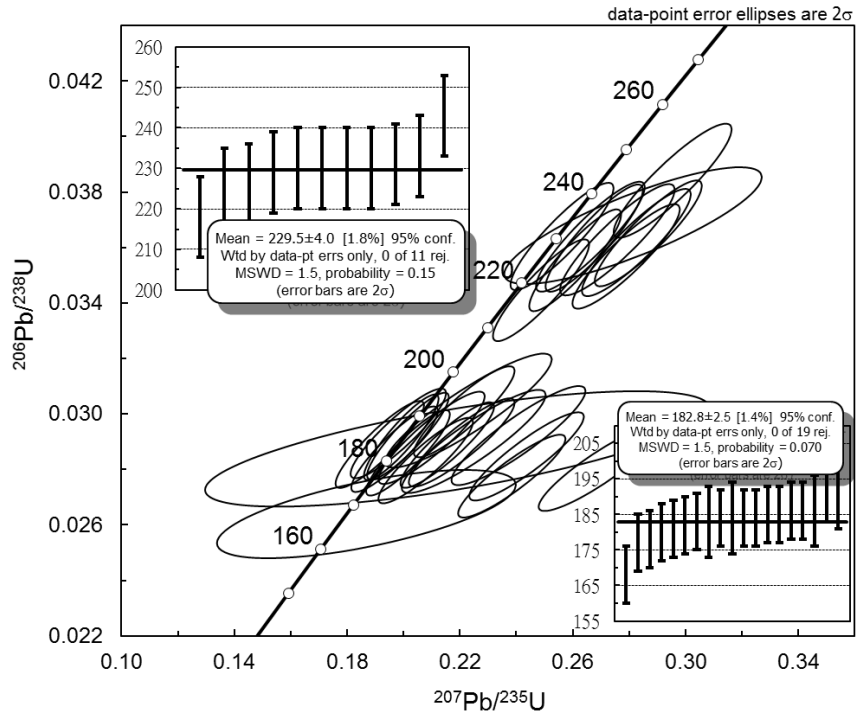 data-point error ellipses are 2σ
0.042
0.038
0.034
0.030
0.026
0.022
²⁰⁶Pb/²³⁸U
0.10
0.14
0.18
0.22
0.26
0.30
0.34
²⁰⁷Pb/²³⁵U
260
240
220
200
180
160
260
250
240
230
220
210
200
Mean = 229.5±4.0 [1.8%] 95% conf.
Wtd by data-pt errs only, 0 of 11 rej.
MSWD = 1.5, probability = 0.15
(error bars are 2σ)
Mean = 182.8±2.5 [1.4%] 95% conf.
Wtd by data-pt errs only, 0 of 19 rej.
MSWD = 1.5, probability = 0.070
(error bars are 2σ)
205
195
185
175
165
155